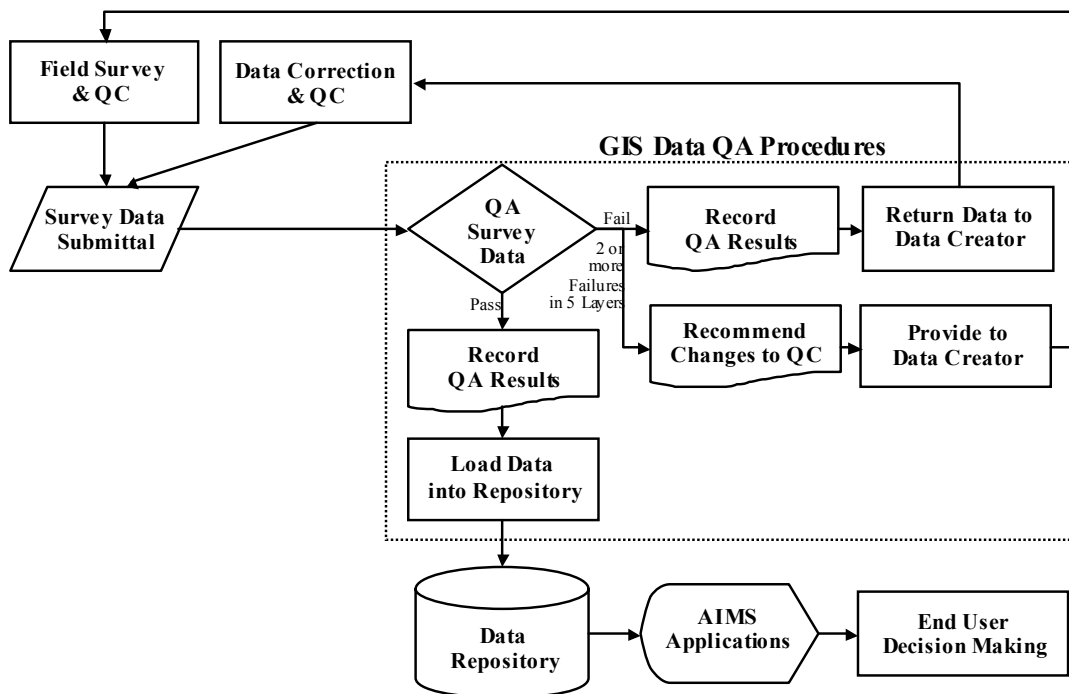 Field Survey
& QC
Data Correction
& QC
GIS Data QA Procedures
Survey Data
Submittal
QA
Survey
Data
Fail
2 or
more
Failures
in 5 Layers
Pass
Record
QA Results
Return Data to
Data Creator
Recommend
Changes to QC
Provide to
Data Creator
Record
QA Results
Load Data
into Repository
Data
Repository
AIMS
Applications
End User
Decision Making